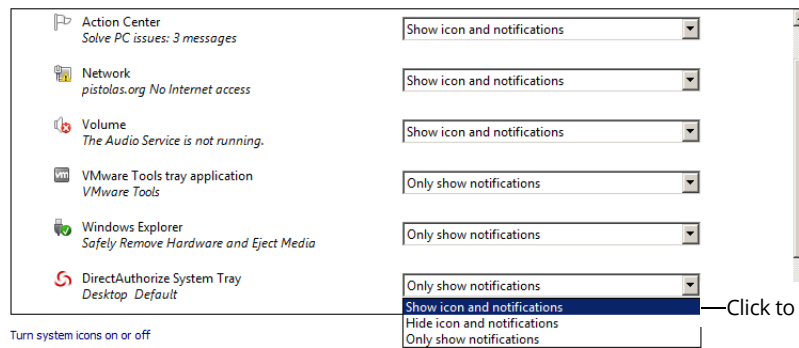 Action Center
Show icon and notifications
Solve PC issues: 3 messages
Network
Show icon and notifications
pistolas.org No Internet access
Volume
Show icon and notifications
The Audio Service is not running.
vm
VMware Tools tray application
Only show notifications
VMware Tools
Windows Explorer
Only show notifications
Safely Remove Hardware and Eject Media
DirectAuthorize System Tray
Only show notifications
Desktop Default
Show icon and notifications
Click to
Hide icon and notifications
Only show notifications
Turn system icons on or off